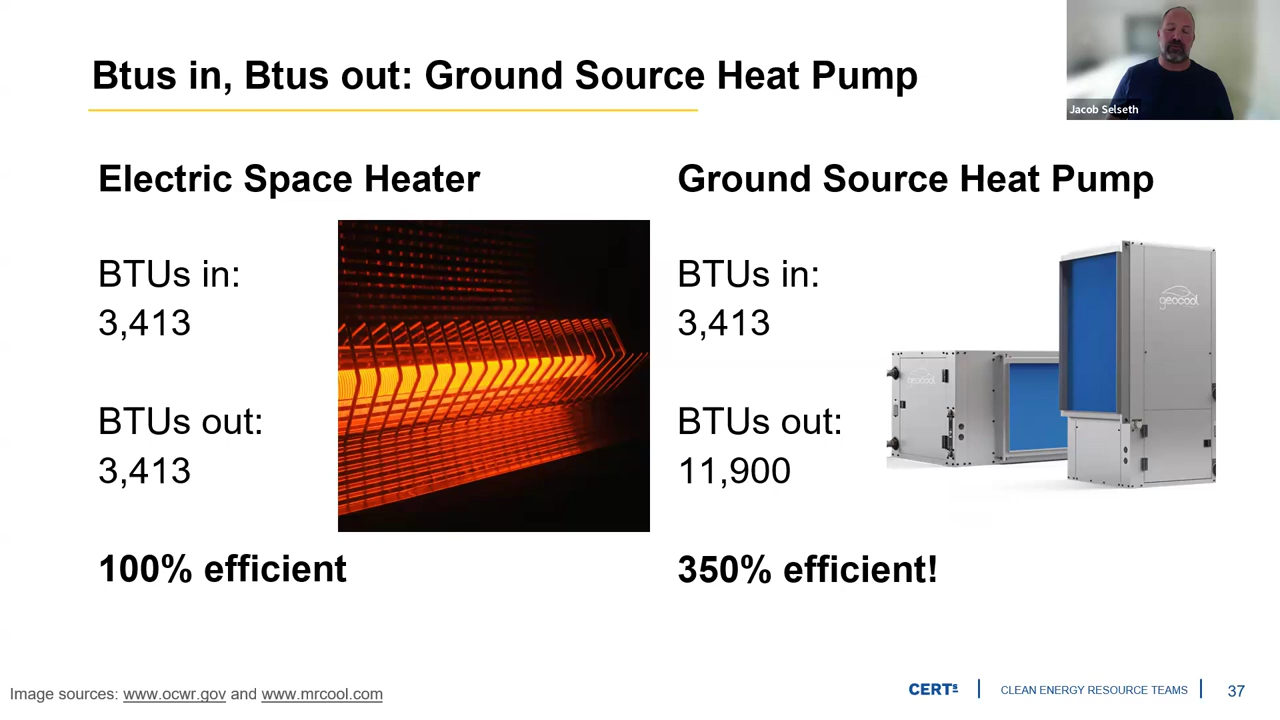 Btus in, Btus out: Ground Source Heat Pump
Jacob Selseth
Electric Space Heater
BTUs in:
3,413
BTUs out:
3,413
100% efficient
Ground Source Heat Pump
BTUs in:
3,413
BTUs out:
11,900
350% efficient!
geocool
geocool
Image sources: www.ocwr.gov and www.mrcool.com
CERTs
CLEAN ENERGY RESOURCE TEAMS
37